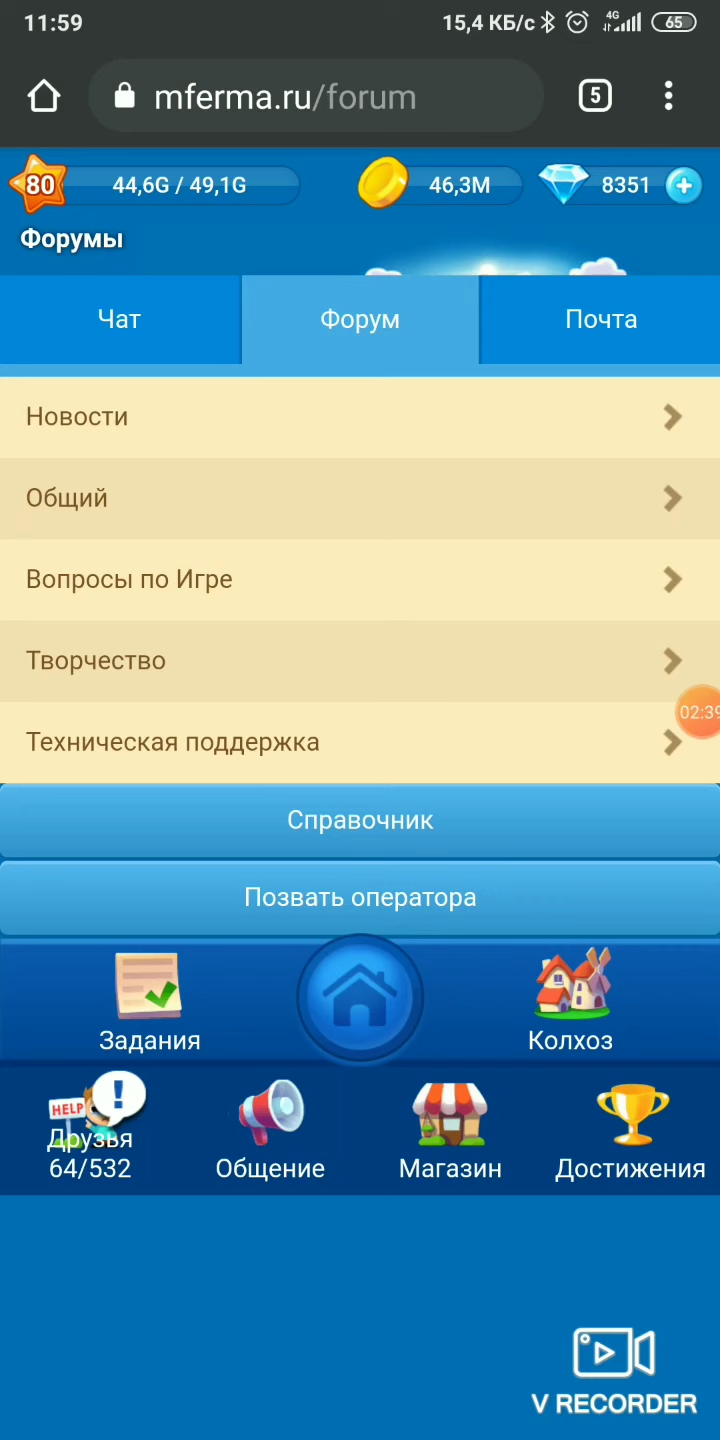 11:59
15,4 КБ/с
4G
65
mferma.ru/forum
5
80
44,6G / 49,1G
46,3M
8351
Форумы
Чат
Форум
Почта
Новости
Общий
Вопросы по Игре
Творчество
02:39
Техническая поддержка
Справочник
Позвать оператора
Задания
Колхоз
HELP
!
Друзья
64/532
Общение
Магазин
Достижения
V RECORDER